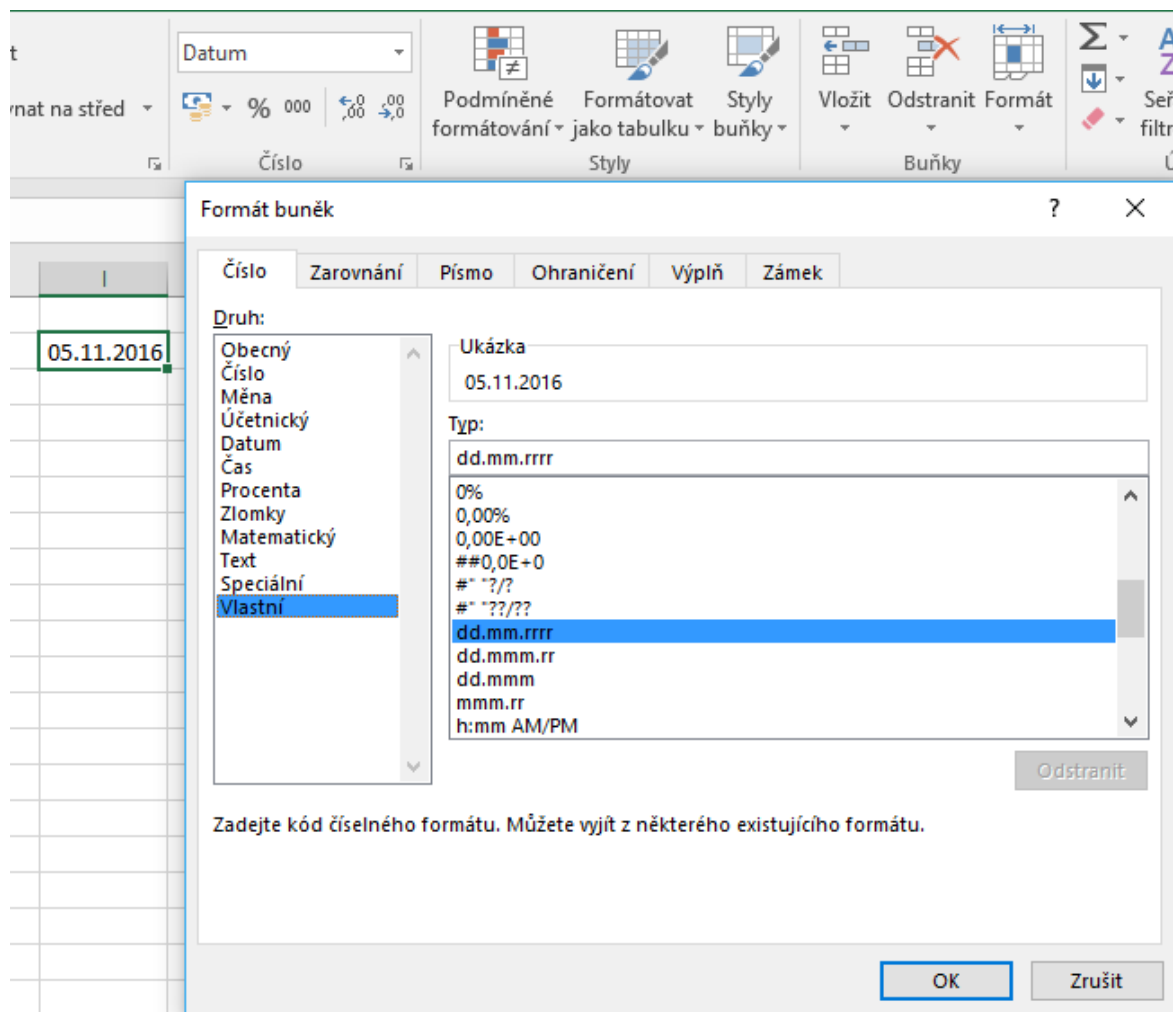 t
Datum
vnat na střed
% 000
,00
,0
Podmíněné formátování
Formátovat jako tabulku
Styly buňky
Vložit
Odstranit
Formát
Σ
A
Z
Seř
filtr
Číslo
Styly
Buňky
Ú
Formát buněk
?
I
05.11.2016
Číslo
Zarovnání
Písmo
Ohraničení
Výplň
Zámek
Druh:
Obecný
Číslo
Měna
Účetnický
Datum
Čas
Procenta
Zlomky
Matematický
Text
Speciální
Vlastní
Ukázka
05.11.2016
Typ:
dd.mm.rrrr
0%
0,00%
0,00E+00
##0,0E+0
#" "?/?
#" "??/??
dd.mm.rrrr
dd.mmm.rr
dd.mmm
mmm.rr
h:mm AM/PM
Odstranit
Zadejte kód číselného formátu. Můžete vyjít z některého existujícího formátu.
OK
Zrušit